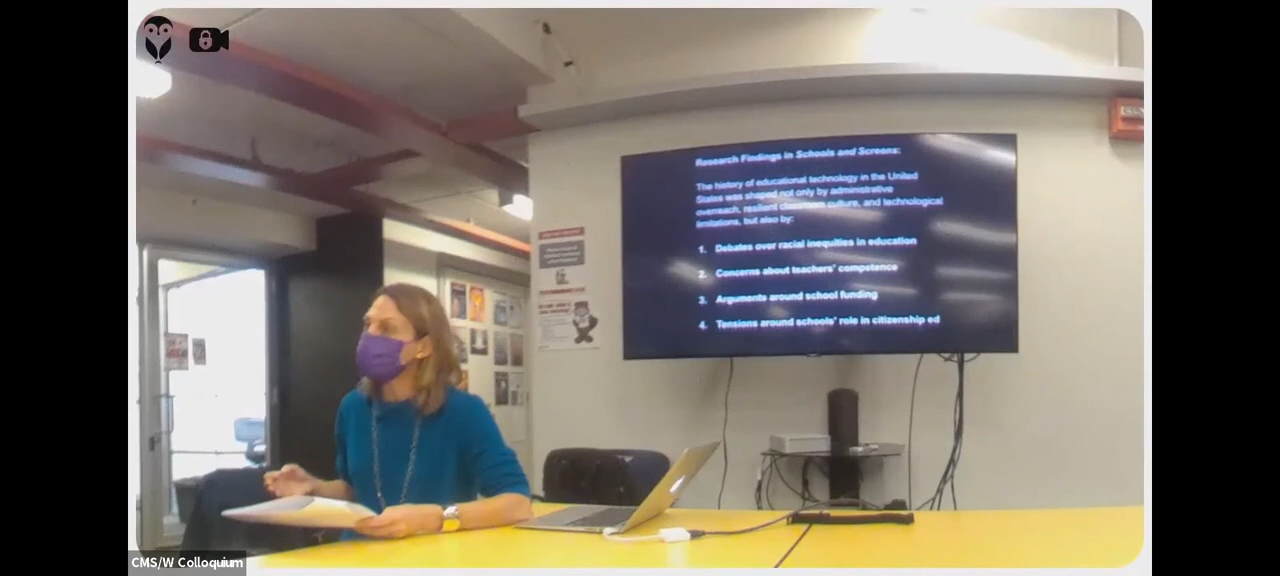 Research Findings in Schools and Screens:
The history of educational technology in the United
States was shaped not only by administrative
overreach, resilient classroom culture, and technological
limitations, but also by:
1. Debates over racial inequities in education
2. Concerns about teachers' competence
3. Arguments around school funding
4. Tensions around schools' role in citizenship ed
CMS/W Colloquium